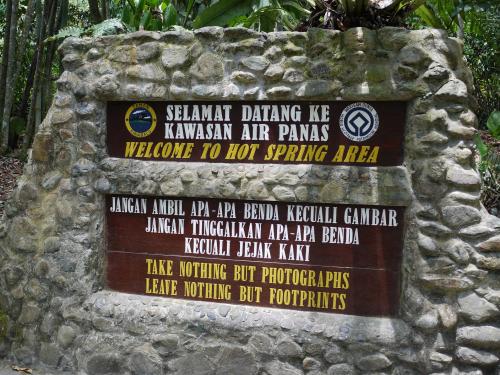 SELAMAT DATANG KE
KAWASAN AIR PANAS
WELCOME TO HOT SPRING AREA
JANGAN AMBIL APA-APA BENDA KECUALI GAMBAR
JANGAN TINGGALKAN APA-APA BENDA
KECUALI JEJAK KAKI
TAKE NOTHING BUT PHOTOGRAPHS
LEAVE NOTHING BUT FOOTPRINTS